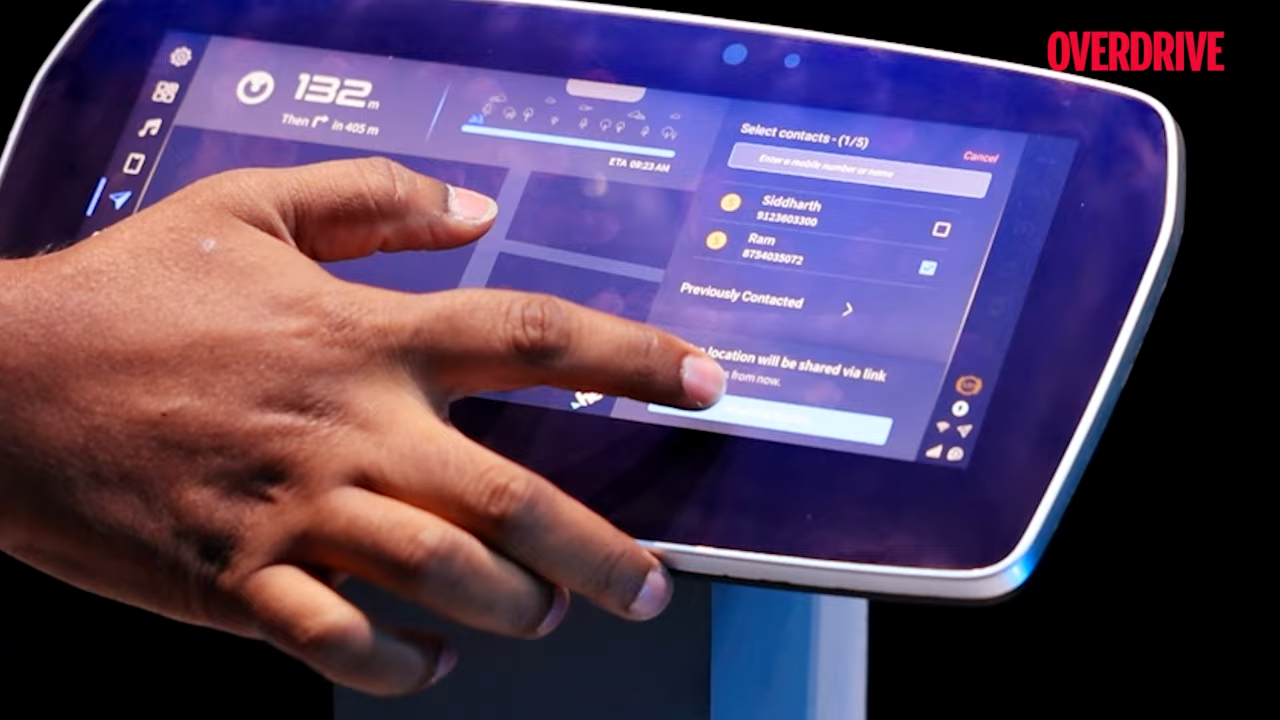 OVERDRIVE
132 m
Then in 405 m
ETA 09:23 AM
Select contacts - (1/5)
Cancel
Enter a mobile number or name
Siddharth
9123603300
Ram
8754035072
Previously Contacted
location will be shared via link
from now.